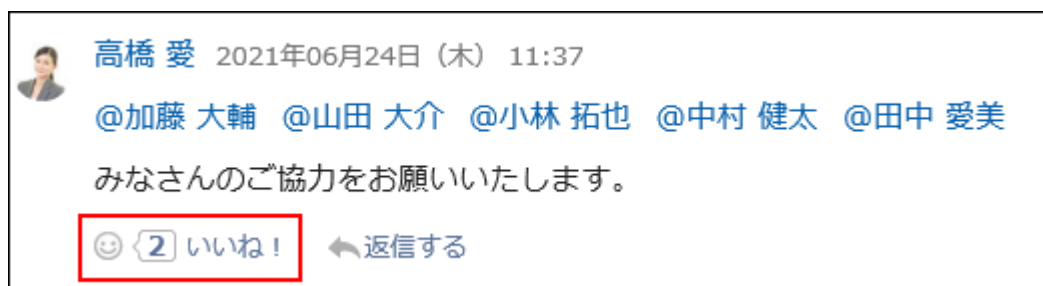 高橋 愛 2021年06月24日（木） 11:37
@加藤 大輔 @山田 大介 @小林 拓也 @中村 健太 @田中 愛美
みなさんのご協力をお願いいたします。
2 いいね！ 返信する